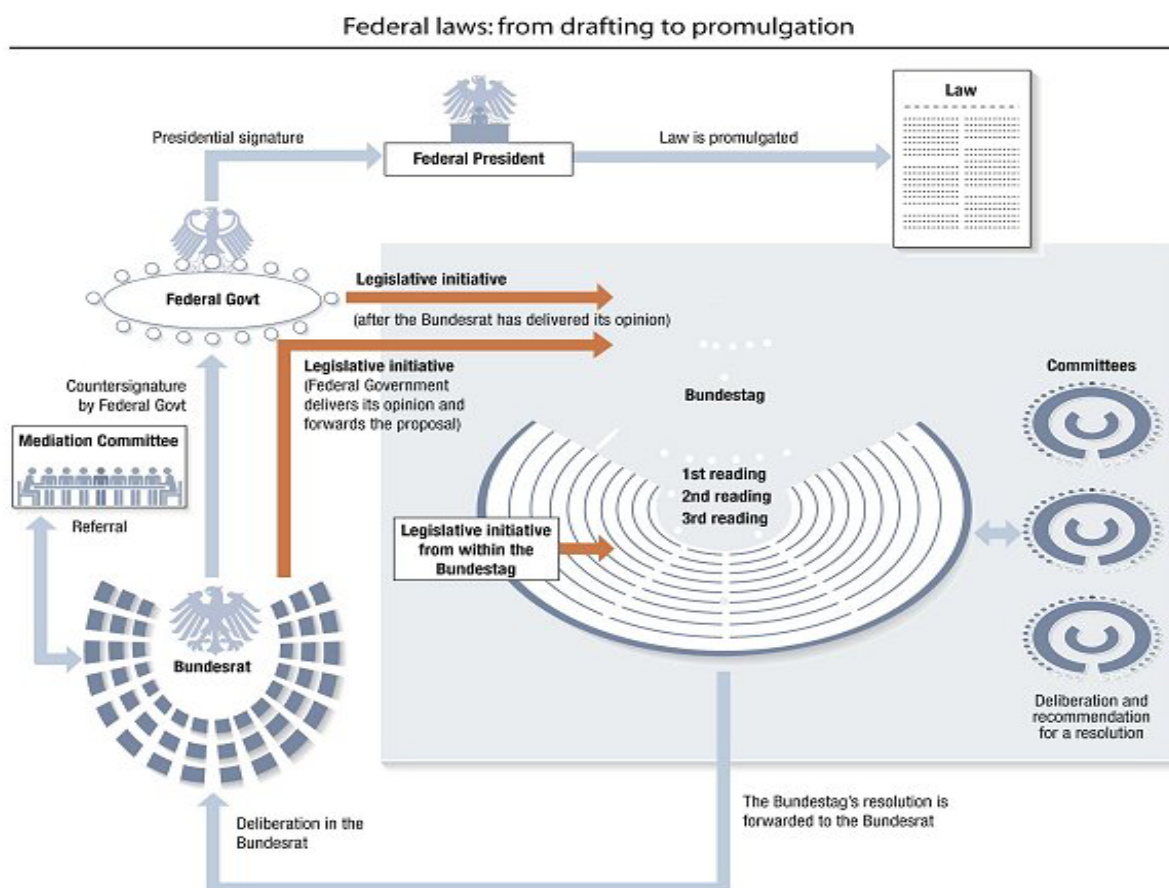 Federal laws: from drafting to promulgation
Law
Presidential signature
Federal President
Law is promulgated
Federal Govt
Legislative initiative
(after the Bundesrat has delivered its opinion)
Legislative initiative
(Federal Government
delivers its opinion and
forwards the proposal)
Countersignature
by Federal Govt
Mediation Committee
Referral
Bundesrat
Bundestag
1st reading
2nd reading
3rd reading
Legislative initiative
from within the
Bundestag
Committees
Deliberation and
recommendation
for a resolution
Deliberation in the
Bundesrat
The Bundestag's resolution is
forwarded to the Bundesrat